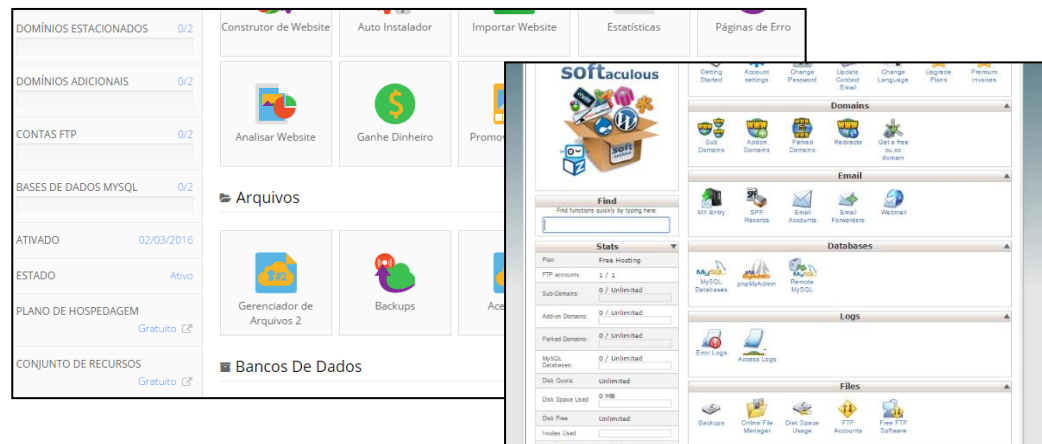 DOMÍNIOS ESTACIONADOS 0/2
DOMÍNIOS ADICIONAIS 0/2
CONTAS FTP 0/2
BASES DE DADOS MYSQL 0/2
ATIVADO 02/03/2016
ESTADO Ativo
PLANO DE HOSPEDAGEM
Gratuito
CONJUNTO DE RECURSOS
Gratuito
Construtor de Website Auto Instalador Importar Website Estatísticas Páginas de Erro
Analisar Website Ganhe Dinheiro Promov
Arquivos
Gerenciador de
Arquivos 2
Backups
Ace
Bancos De Dados
softaculous
soft
Find
Find functions quickly by typing here.
Stats
Plan: Free Hosting
FTP accounts: 1 / 1
Sub-Domains: 0 / Unlimited
Add-on Domains: 0 / Unlimited
Parked Domains: 0 / Unlimited
MySQL
Databases: 0 / Unlimited
Disk Quota: Unlimited
Disk Space Used 0 MB
Disk Free Unlimited
Inodes Used
Getting
Started
Account
settings
Change
Password
Update
Contact
Email
Change
Language
Upgrade
Plans
Premium
Invoices
Domains
Sub
Domains
Addon
Domains
Parked
Domains
Redirects
Get a free
cu.cc
domain
Email
MX Entry
SPF
Records
Email
Accounts
Email
Forwarders
Webmail
Databases
MySQL
Databases
phpMyAdmin
Remote
MySQL
Logs
Error Logs
Access Logs
Files
Backups
Online File
Manager
Disk Space
Usage
FTP
Accounts
Free FTP
Software